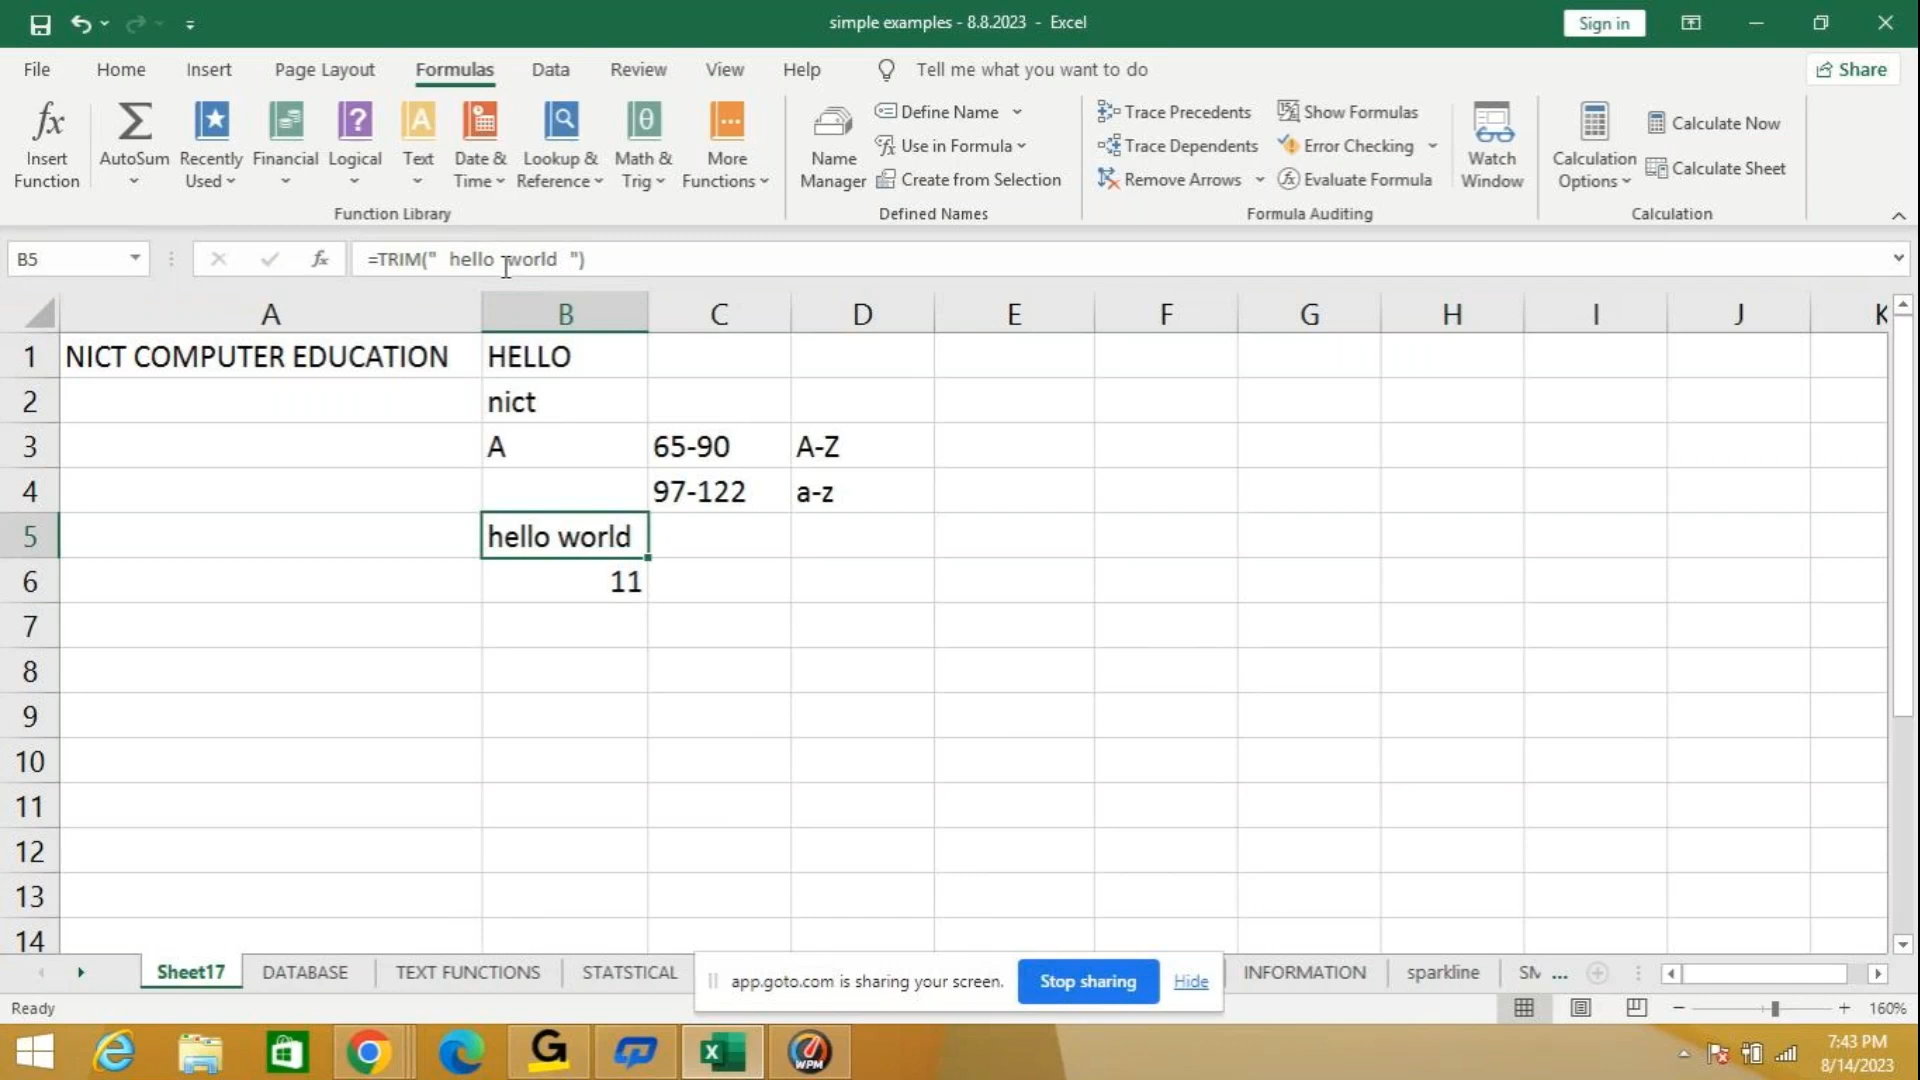 simple examples - 8.8.2023 - Excel
Sign in
File Home Insert Page Layout Formulas Data Review View Help Tell me what you want to do
Share
fx Insert Function
AutoSum
Recently Used
Financial
Logical
Text
Date & Time
Lookup & Reference
Math & Trig
More Functions
Function Library
Name Manager
Define Name
Use in Formula
Create from Selection
Defined Names
Trace Precedents
Trace Dependents
Remove Arrows
Show Formulas
Error Checking
Evaluate Formula
Formula Auditing
Watch Window
Calculation Options
Calculate Now
Calculate Sheet
Calculation
B5 fx =TRIM("  hello  world  ")
A B C D E F G H I J K
1 NICT COMPUTER EDUCATION HELLO
2 nict
3 A 65-90 A-Z
4 97-122 a-z
5 hello world
6 11
7
8
9
10
11
12
13
14
Sheet17 DATABASE TEXT FUNCTIONS STATSTICAL INFORMATION sparkline SM ...
app.goto.com is sharing your screen. Stop sharing Hide
Ready
160%
WPM
7:43 PM
8/14/2023